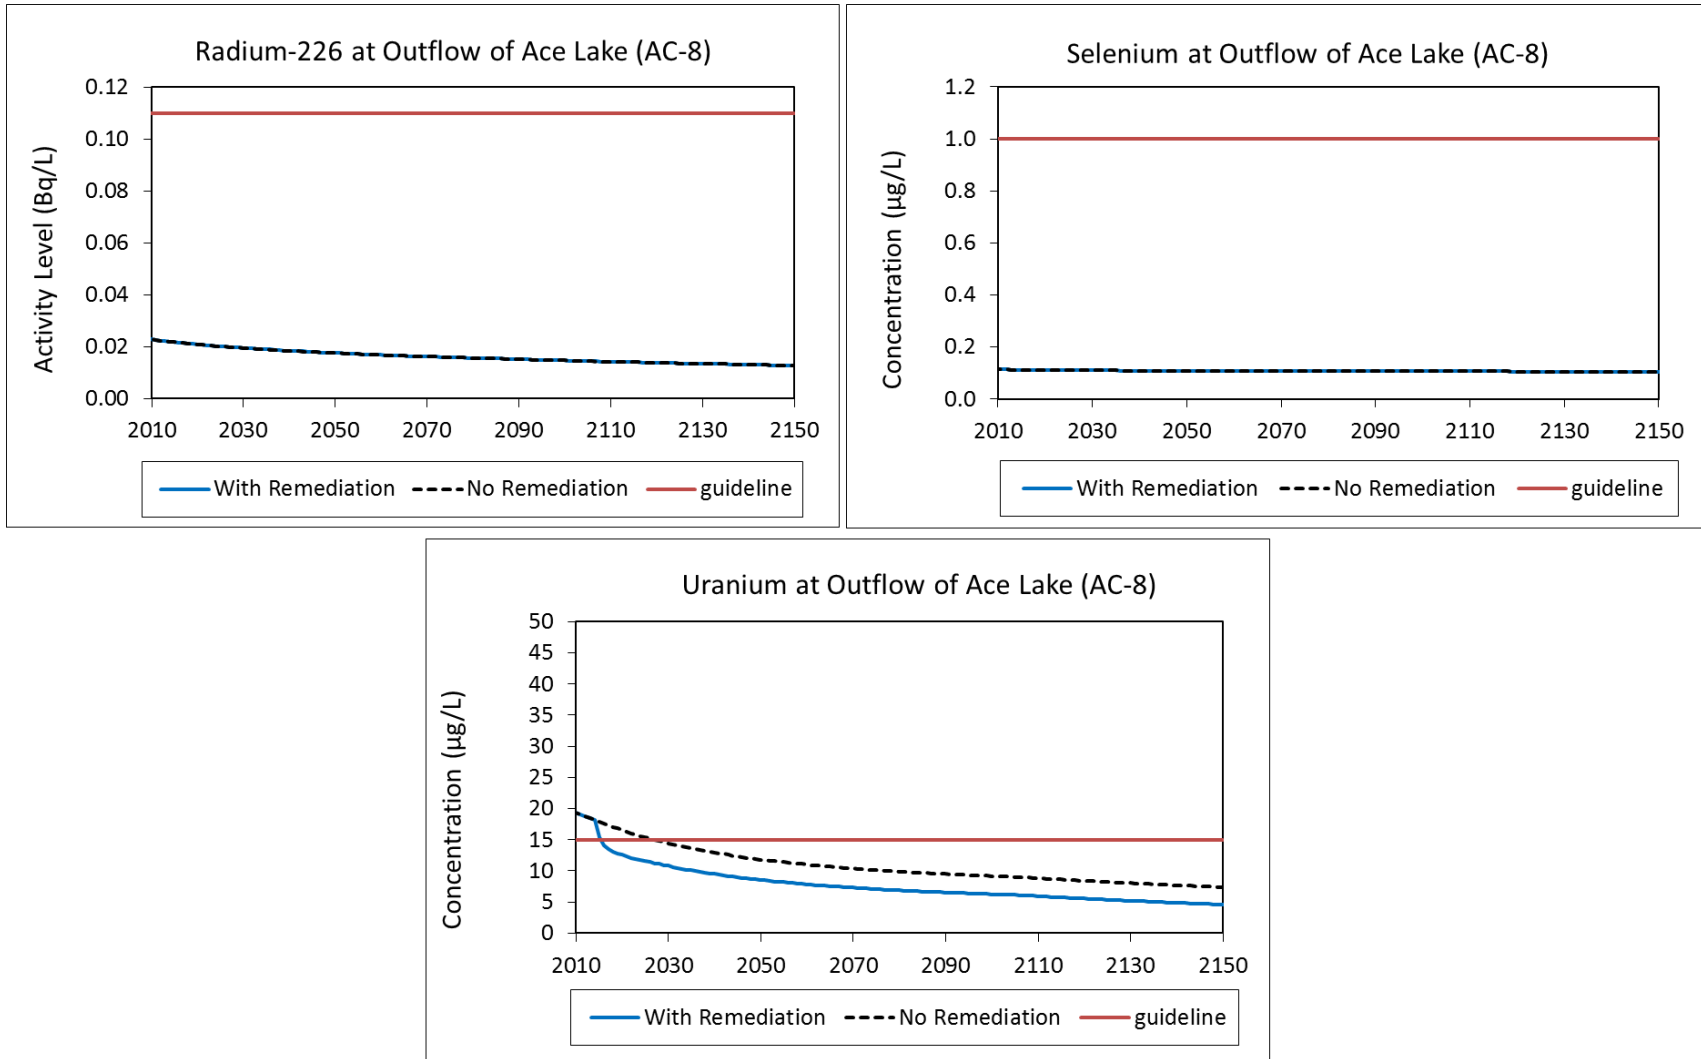 Radium-226 at Outflow of Ace Lake (AC-8)
Activity Level (Bq/L)
0.12
0.10
0.08
0.06
0.04
0.02
0.00
2010 2030 2050 2070 2090 2110 2130 2150
With Remediation No Remediation guideline
Selenium at Outflow of Ace Lake (AC-8)
Concentration (µg/L)
1.2
1.0
0.8
0.6
0.4
0.2
0.0
2010 2030 2050 2070 2090 2110 2130 2150
With Remediation No Remediation guideline
Uranium at Outflow of Ace Lake (AC-8)
Concentration (µg/L)
50
45
40
35
30
25
20
15
10
5
0
2010 2030 2050 2070 2090 2110 2130 2150
With Remediation No Remediation guideline